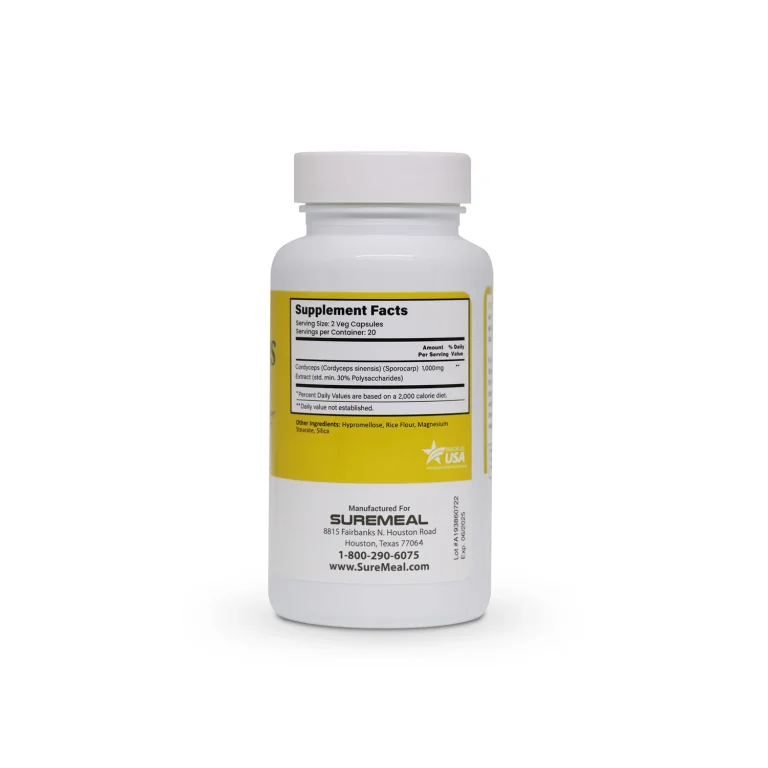 Supplement Facts
Serving Size: 2 Veg Capsules
Servings per Container: 20
Amount % Daily
Per Serving Value
Cordyceps (Cordyceps sinensis) (Sporocarp) 1,000mg **
Extract (std. min. 30% Polysaccharides)
*Percent Daily Values are based on a 2,000 calorie diet.
**Daily value not established.
Other Ingredients: Hypromellose, Rice Flour, Magnesium
Stearate, Silica
USA
Manufactured For
SUREMEAL
8815 Fairbanks N. Houston Road
Houston, Texas 77064
1-800-290-6075
www.SureMeal.com
Lot #A193860722
Exp. 06/2025
S